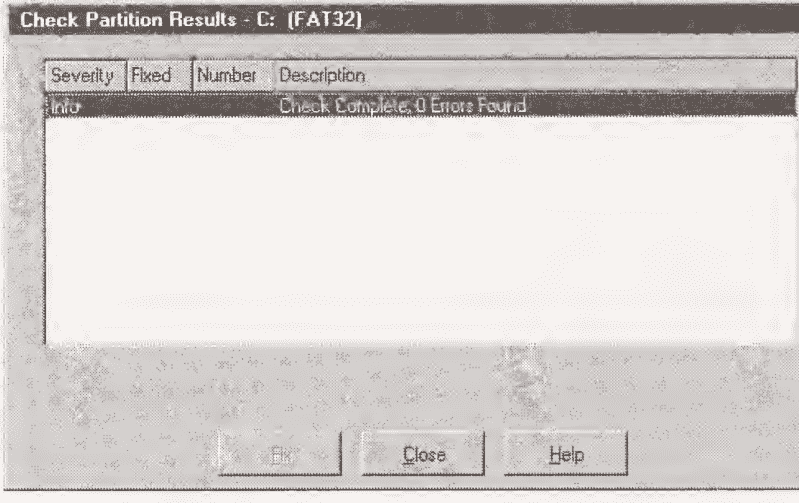 Check Partition Results - C: (FAT32)
Severity Fixed Number Description
Info Check Complete, 0 Errors Found
Fix Close Help